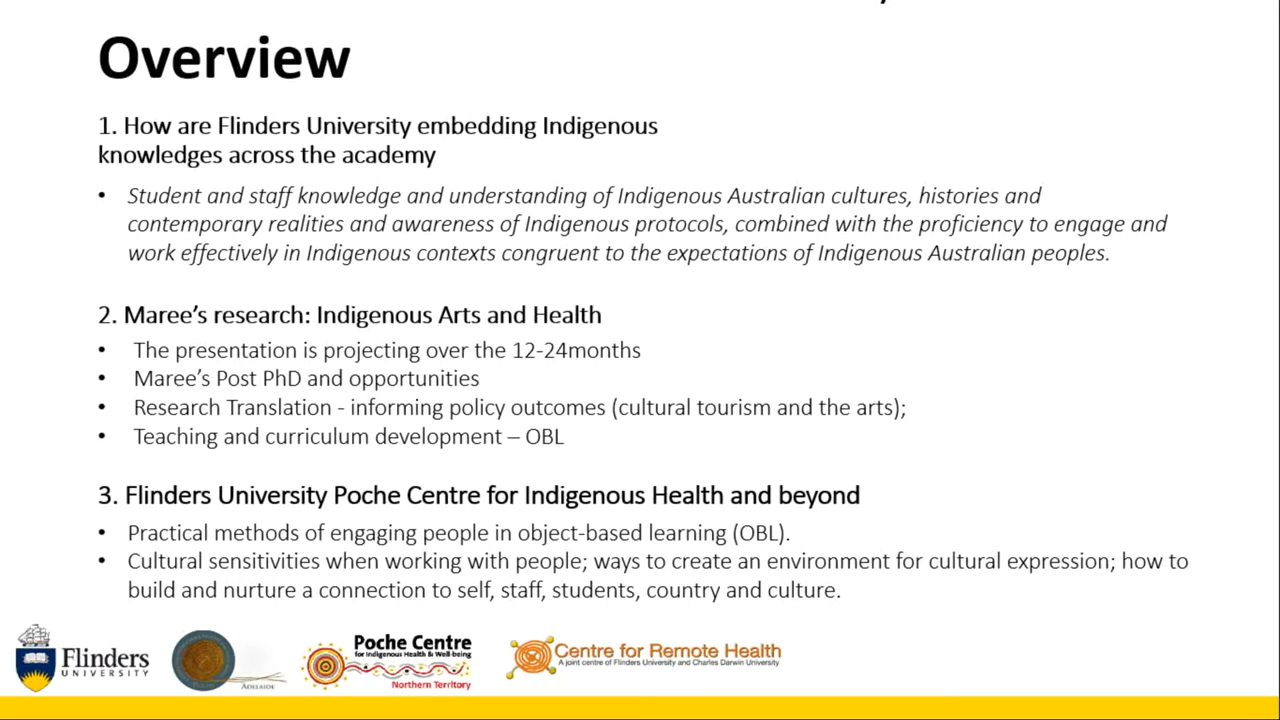 Overview
1. How are Flinders University embedding Indigenous
knowledges across the academy
• Student and staff knowledge and understanding of Indigenous Australian cultures, histories and
contemporary realities and awareness of Indigenous protocols, combined with the proficiency to engage and
work effectively in Indigenous contexts congruent to the expectations of Indigenous Australian peoples.
2. Maree's research: Indigenous Arts and Health
• The presentation is projecting over the 12-24months
• Maree's Post PhD and opportunities
• Research Translation - informing policy outcomes (cultural tourism and the arts);
• Teaching and curriculum development – OBL
3. Flinders University Poche Centre for Indigenous Health and beyond
• Practical methods of engaging people in object-based learning (OBL).
• Cultural sensitivities when working with people; ways to create an environment for cultural expression; how to
build and nurture a connection to self, staff, students, country and culture.
Flinders
UNIVERSITY
ADELAIDE
Poche Centre
for Indigenous Health & Well-being
Northern Territory
Centre for Remote Health
A joint centre of Flinders University and Charles Darwin University